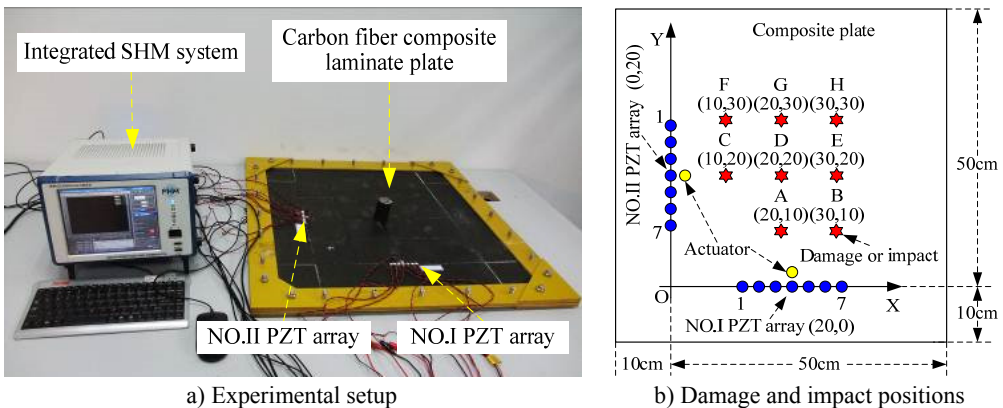 Integrated SHM system
Carbon fiber composite
laminate plate
NO.II PZT array
NO.I PZT array
a) Experimental setup
Composite plate
Y
NO.II PZT array (0,20)
F
G
H
(10,30)
(20,30)
(30,30)
1
C
D
E
(10,20)
(20,20)
(30,20)
A
B
(20,10)
(30,10)
7
Actuator
Damage or impact
O
1
7
X
NO.I PZT array (20,0)
50cm
10cm
10cm
50cm
b) Damage and impact positions